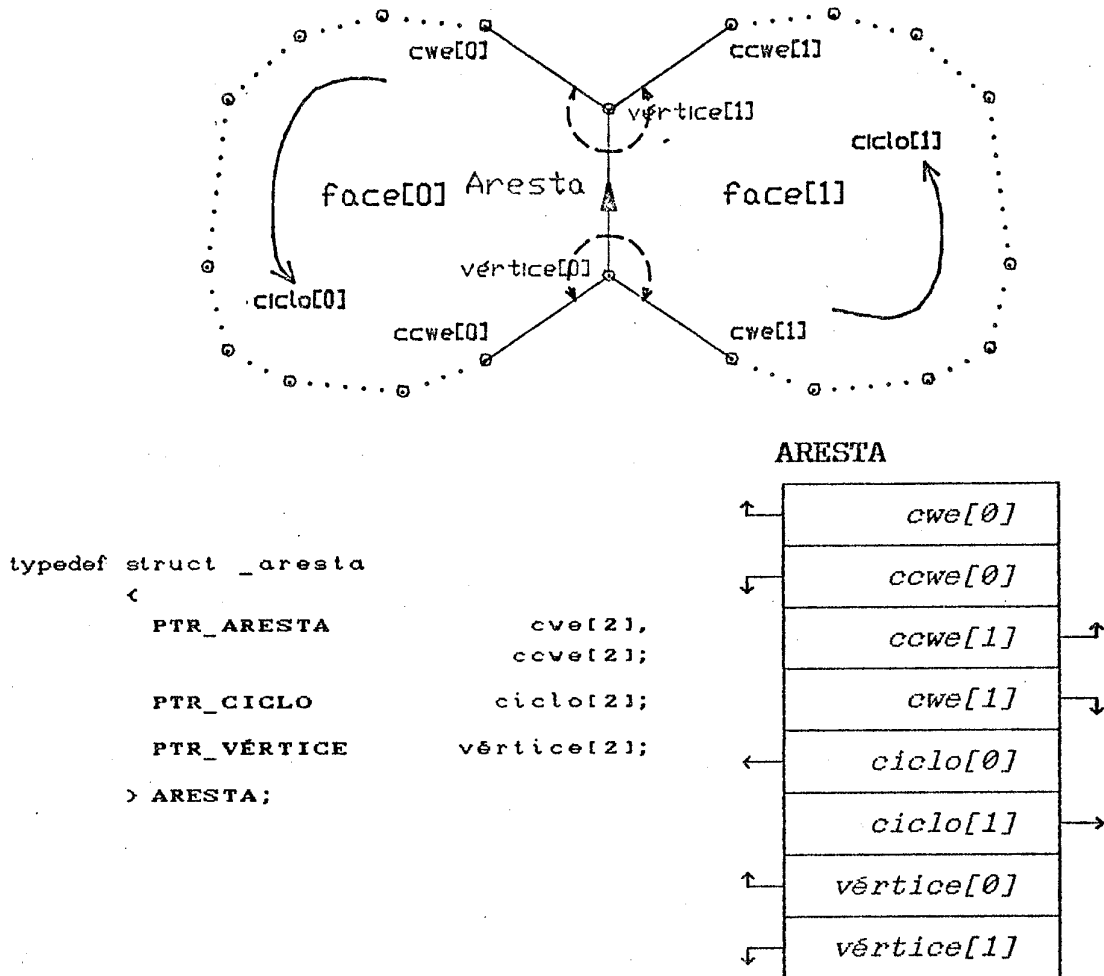 cwe[0]
ccwe[1]
vértice[1]
ciclo[1]
face[0]
Aresta
face[1]
vértice[0]
ciclo[0]
ccwe[0]
cwe[1]
ARESTA
cwe[0]
ccwe[0]
ccwe[1]
cwe[1]
ciclo[0]
ciclo[1]
vértice[0]
vértice[1]
typedef struct _aresta
<
PTR_ARESTA cve[2],
ccve[2];
PTR_CICLO ciclo[2];
PTR_VÉRTICE vértice[2];
> ARESTA;